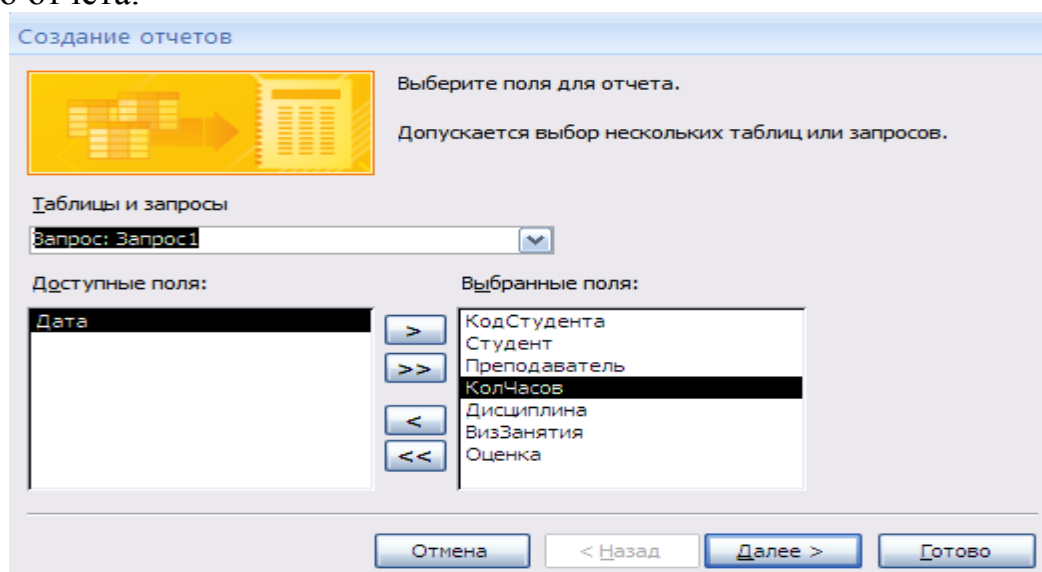 Создание отчетов
Выберите поля для отчета.
Допускается выбор нескольких таблиц или запросов.
Таблицы и запросы
Запрос: Запрос1
Доступные поля:
Выбранные поля:
Дата
>
>>
<
<<
КодСтудента
Студент
Преподаватель
КолЧасов
Дисциплина
ВизЗанятия
Оценка
Отмена
< Назад
Далее >
Готово